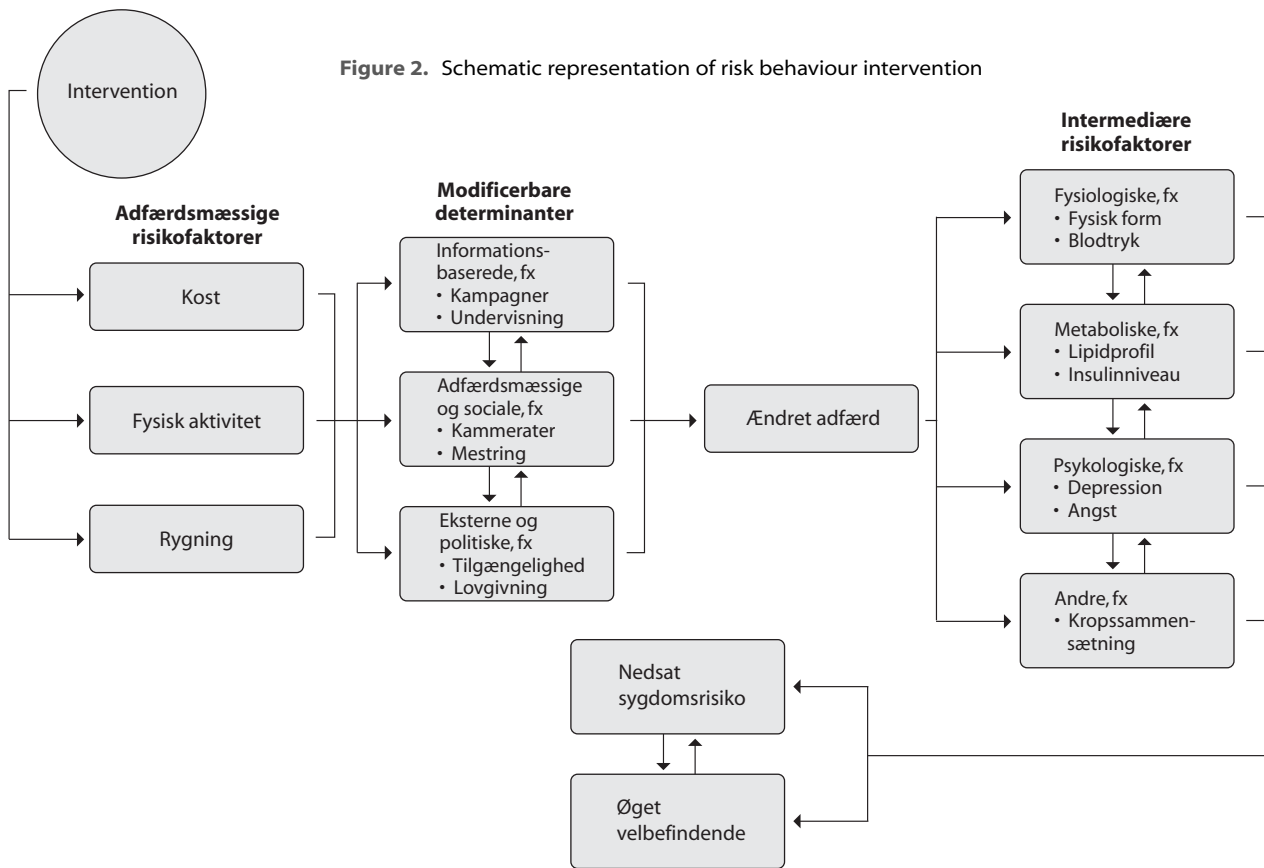 Figure 2. Schematic representation of risk behaviour intervention
Intervention
Adfærdsmæssige
risikofaktorer
Kost
Fysisk aktivitet
Rygning
Modificerbare
determinanter
Informations-
baserede, fx
• Kampagner
• Undervisning
Adfærdsmæssige
og sociale, fx
• Kammerater
• Mestring
Eksterne og
politiske, fx
• Tilgængelighed
• Lovgivning
Ændret adfærd
Intermediære
risikofaktorer
Fysiologiske, fx
• Fysisk form
• Blodtryk
Metaboliske, fx
• Lipidprofil
• Insulinniveau
Psykologiske, fx
• Depression
• Angst
Andre, fx
• Kropssammen-
sætning
Nedsat
sygdomsrisiko
Øget
velbefindende